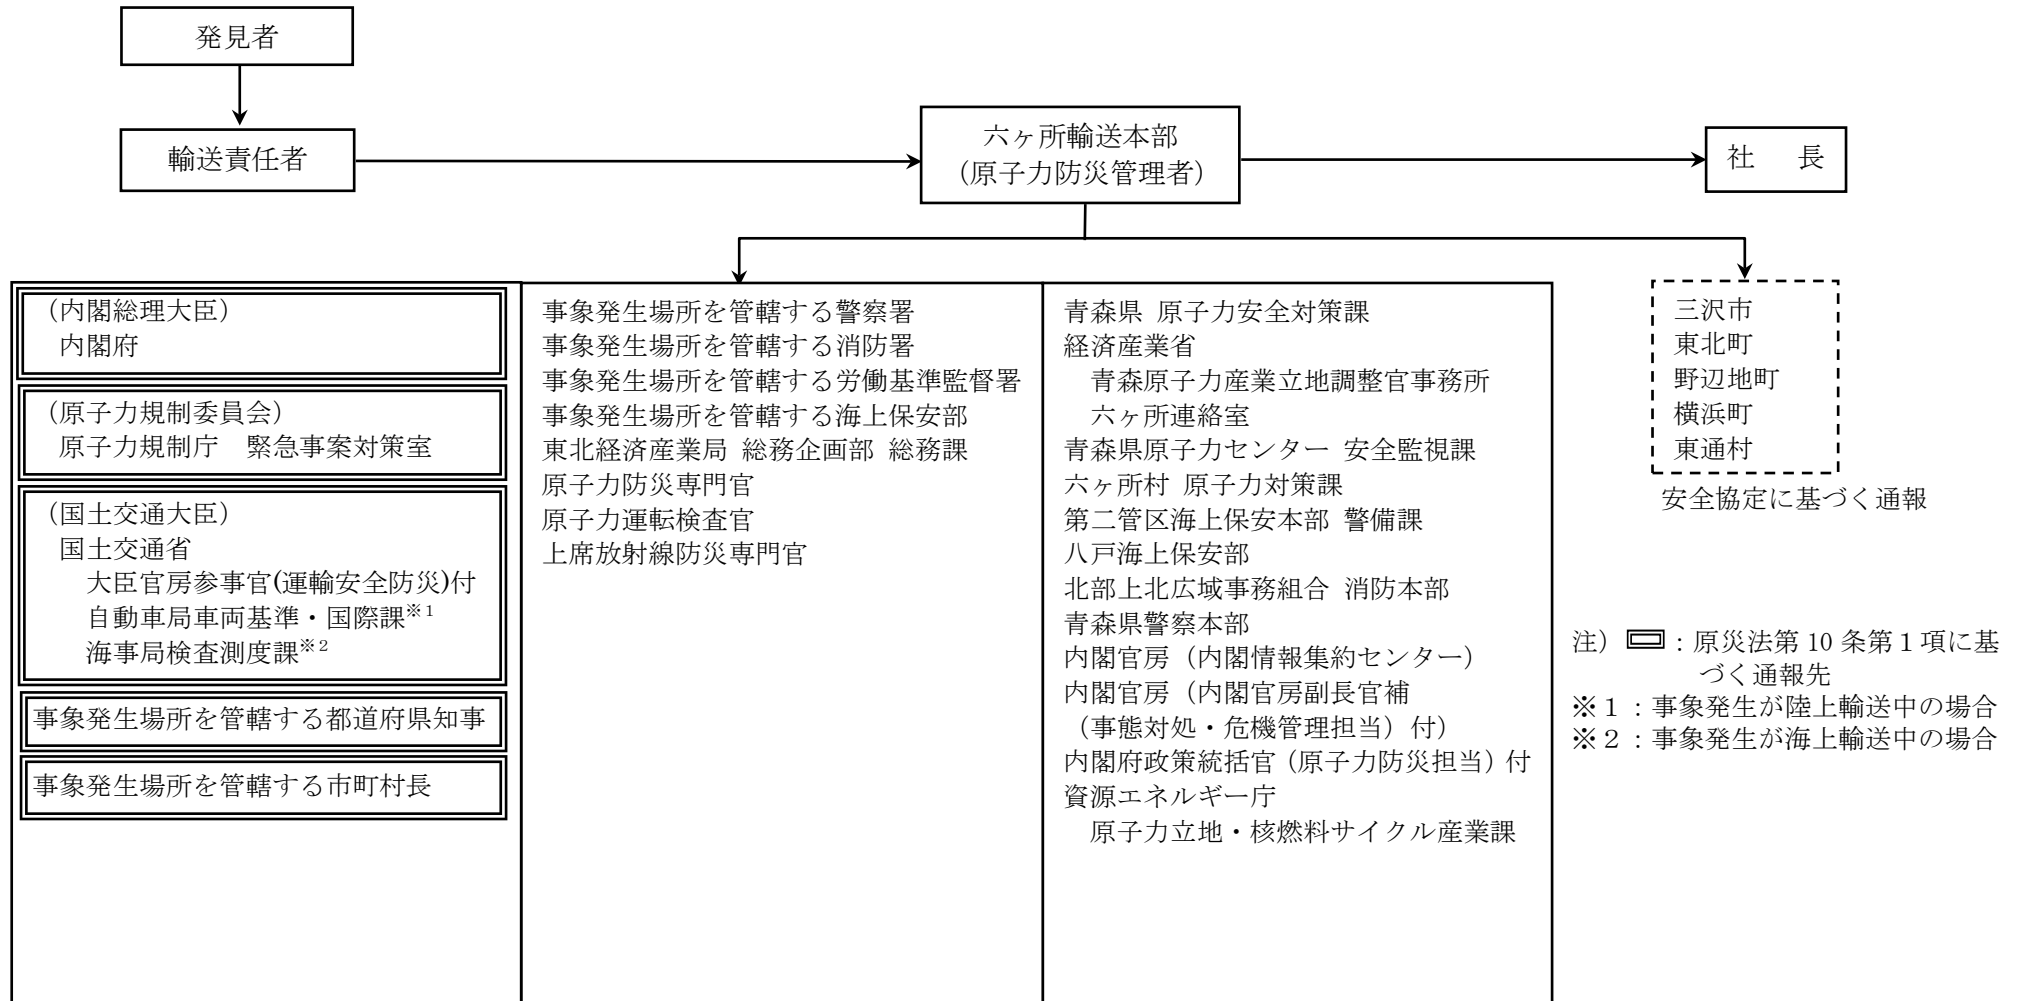 発見者
輸送責任者
六ヶ所輸送本部
(原子力防災管理者)
社　長
(内閣総理大臣)
内閣府
(原子力規制委員会)
原子力規制庁　緊急事案対策室
(国土交通大臣)
国土交通省
大臣官房参事官(運輸安全防災)付
自動車局車両基準・国際課※1
海事局検査測度課※2
事象発生場所を管轄する都道府県知事
事象発生場所を管轄する市町村長
事象発生場所を管轄する警察署
事象発生場所を管轄する消防署
事象発生場所を管轄する労働基準監督署
事象発生場所を管轄する海上保安部
東北経済産業局 総務企画部 総務課
原子力防災専門官
原子力運転検査官
上席放射線防災専門官
青森県 原子力安全対策課
経済産業省
青森原子力産業立地調整官事務所
六ヶ所連絡室
青森県原子力センター 安全監視課
六ヶ所村 原子力対策課
第二管区海上保安本部 警備課
八戸海上保安部
北部上北広域事務組合 消防本部
青森県警察本部
内閣官房（内閣情報集約センター）
内閣官房（内閣官房副長官補
（事態対処・危機管理担当）付）
内閣府政策統括官（原子力防災担当）付
資源エネルギー庁
原子力立地・核燃料サイクル産業課
三沢市
東北町
野辺地町
横浜町
東通村
安全協定に基づく通報
注）：原災法第 10 条第１項に基
づく通報先
※１：事象発生が陸上輸送中の場合
※２：事象発生が海上輸送中の場合